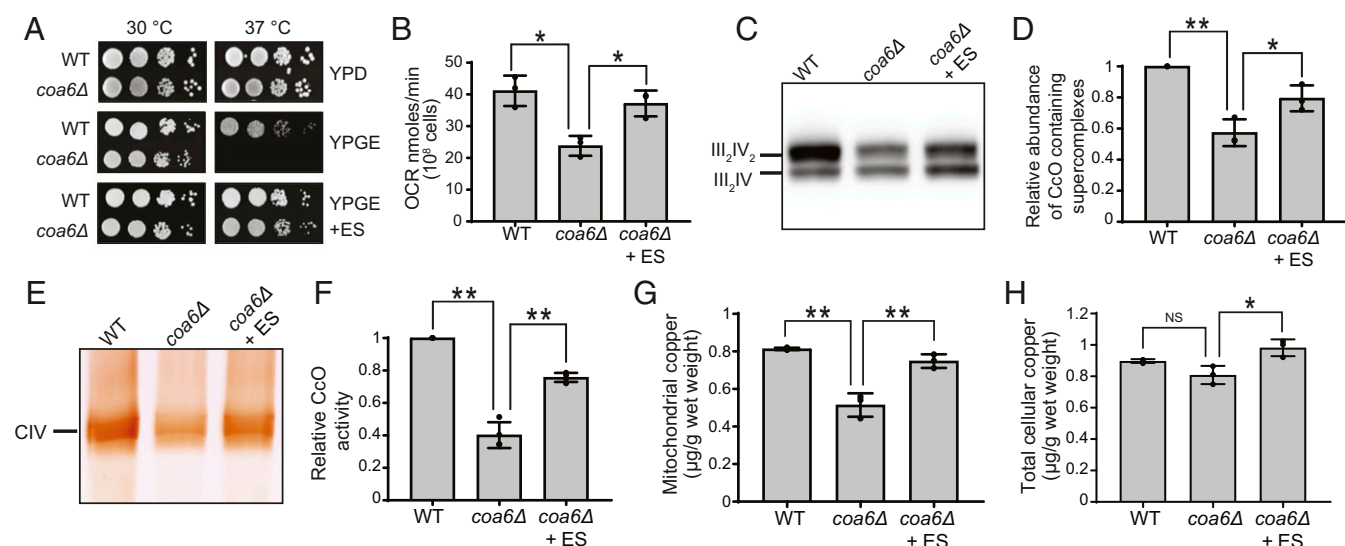 A
30 °C 37 °C
WT
coa6Δ
YPD
WT
coa6Δ
YPGE
WT
coa6Δ
YPGE
+ES
B
OCR nmoles/min
(10⁸ cells)
50
40
30
20
10
0
* *
WT coa6Δ coa6Δ
+ ES
C
WT coa6Δ coa6Δ
+ ES
III₂IV₂
III₂IV
D
Relative abundance
of CcO containing
supercomplexes
1
0.8
0.6
0.4
0.2
0
** *
WT coa6Δ coa6Δ
+ ES
E
WT coa6Δ coa6Δ
+ ES
CIV
F
Relative CcO
activity
1
0.8
0.6
0.4
0.2
0
** **
WT coa6Δ coa6Δ
+ ES
G
Mitochondrial copper
(µg/g wet weight)
1
0.8
0.6
0.4
0.2
0
** **
WT coa6Δ coa6Δ
+ ES
H
Total cellular copper
(µg/g wet weight)
1.2
1
0.8
0.6
0.4
0.2
0
NS *
WT coa6Δ coa6Δ
+ ES